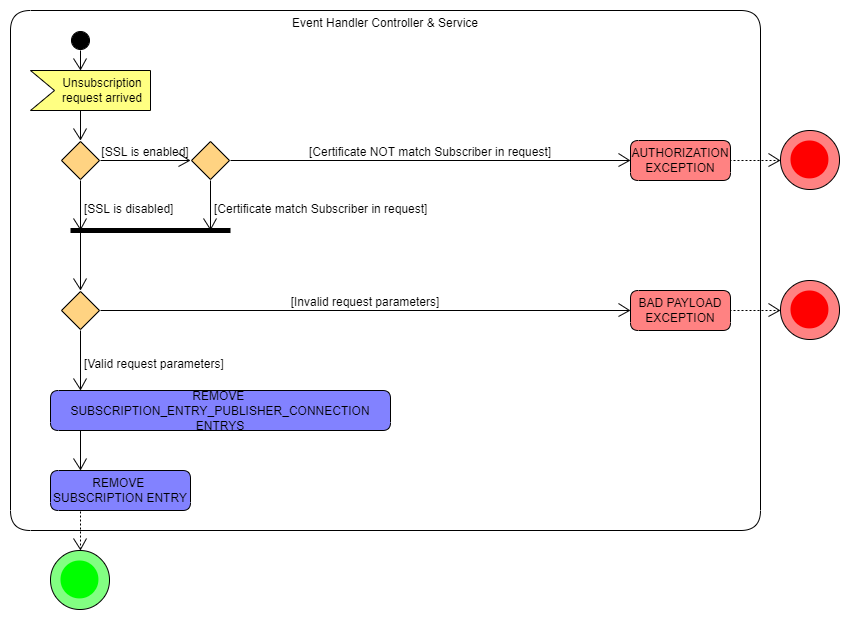 Event Handler Controller & Service
Unsubscription
request arrived
[SSL is enabled]
[Certificate NOT match Subscriber in request]
AUTHORIZATION
EXCEPTION
[SSL is disabled]
[Certificate match Subscriber in request]
[Invalid request parameters]
BAD PAYLOAD
EXCEPTION
[Valid request parameters]
REMOVE
SUBSCRIPTION_ENTRY_PUBLISHER_CONNECTION
ENTRYS
REMOVE
SUBSCRIPTION ENTRY